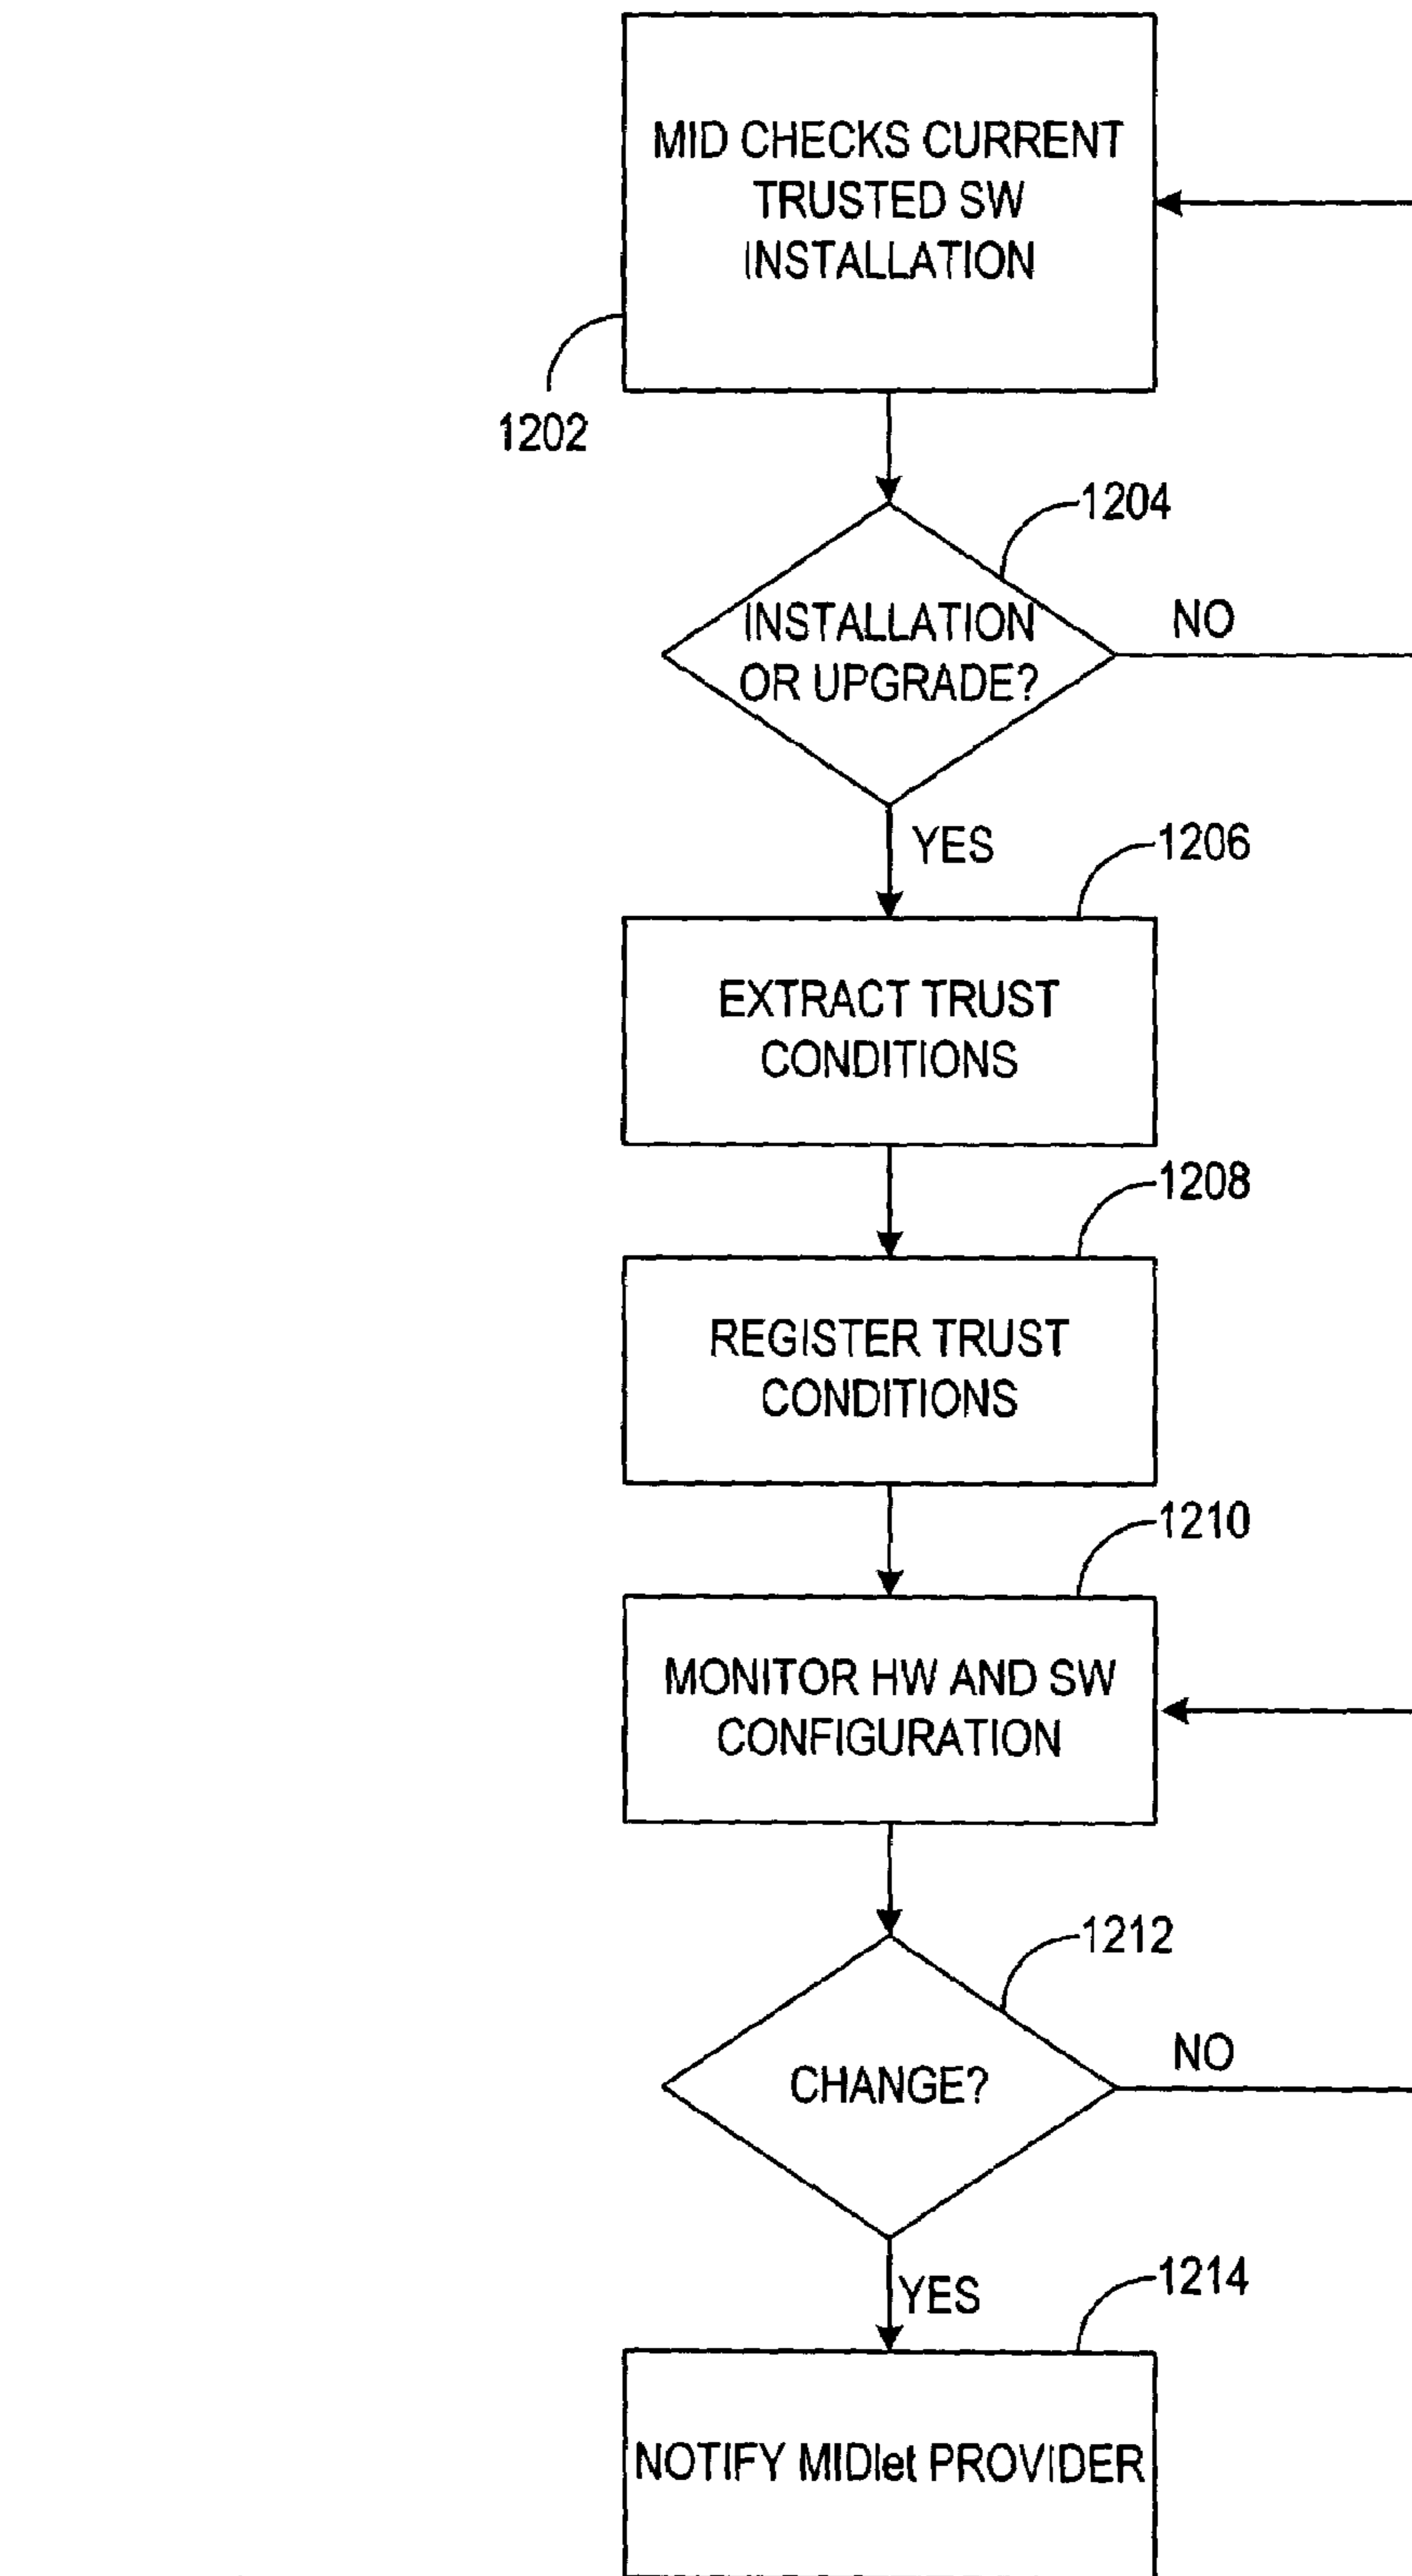 MID CHECKS CURRENT
TRUSTED SW
INSTALLATION
1202
1204
INSTALLATION
OR UPGRADE?
NO
YES
1206
EXTRACT TRUST
CONDITIONS
1208
REGISTER TRUST
CONDITIONS
1210
MONITOR HW AND SW
CONFIGURATION
1212
CHANGE?
NO
YES
1214
NOTIFY MIDlet PROVIDER